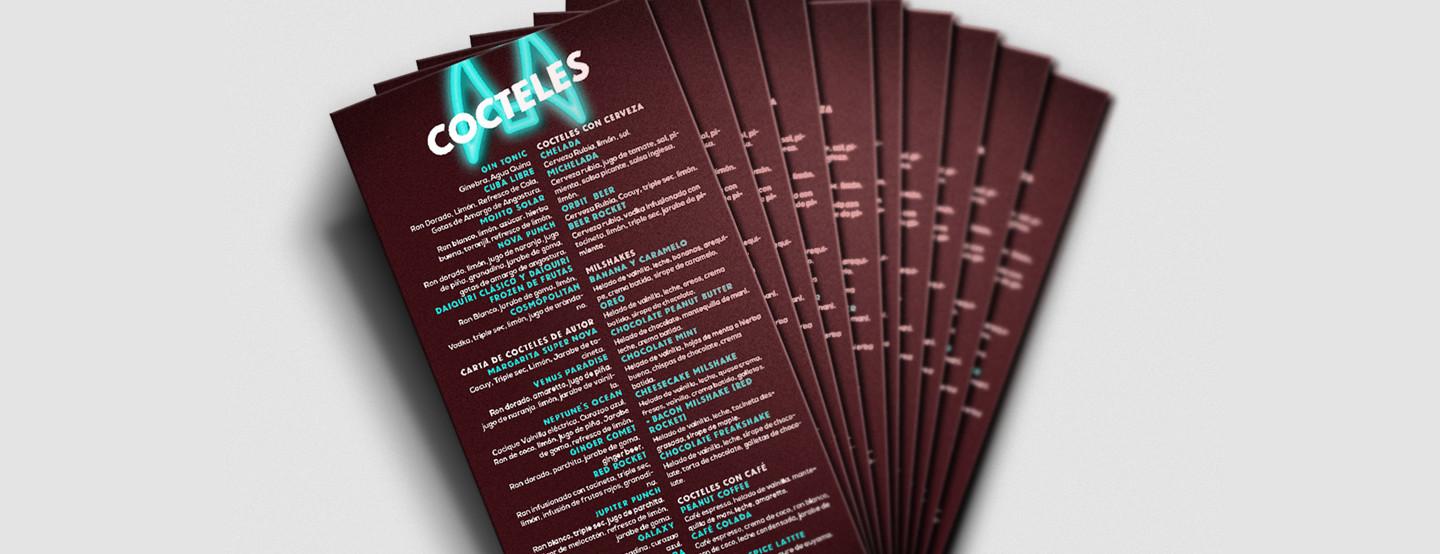 COCTELES
GIN TONIC
Ginebra, Agua Quina
CUBA LIBRE
Ron Dorado, Limón, Refresco de Cola,
Gotas de Amargo de Angostura.
MOJITO SOLAR
Ron blanco, limón, azúcar, hierba
buena, toronjil, refresco de limón.
NOVA PUNCH
Ron dorado, limón, jugo de naranja, jugo
de piña, granadina, jarabe de goma,
gotas de amargo de angostura.
DAIQUIRI CLÁSICO Y DAIQUIRI
FROZEN DE FRUTAS
Ron Blanco, jarabe de goma, limón.
COSMOPOLITAN
Vodka, triple sec, limón, jugo de aránda-
no.
CARTA DE COCTELES DE AUTOR
MARGARITA SUPER NOVA
Cocuy, Triple sec, Limón, Jarabe de to-
cineta.
VENUS PARADISE
Ron dorado, amaretto, jugo de piña,
jugo de naranja, limón, jarabe de vaini-
lla.
NEPTUNE´S OCEAN
Cacique Vainilla eléctrica, Curazao azul,
Ron de coco, limón, jugo de piña, Jarabe
de goma, refresco de limón.
GINGER COMET
Ron dorado, parchita, jarabe de goma,
ginger beer.
RED ROCKET
Ron infusionado con tocineta, triple sec,
limón, infusión de frutas rojos, granadi-
na.
JUPITER PUNCH
Ron blanco, triple sec, jugo de parchita,
de melocotón, refresco de limón,
jarabe de goma.
GALAXY
curazao
azul,
COCTELES CON CERVEZA
CHELADA
Cerveza Rubia, limón, sal.
MICHELADA
Cerveza rubia, jugo de tomate, sal, pi-
mienta, salsa picante, salsa inglesa,
limón.
ORBIT BEER
Cerveza Rubia, Cocuy, triple sec, limón.
BEER ROCKET
Cerveza rubia, vodka infusionado con
tocineta, limón, triple sec, jarabe de pi-
mienta.
MILSHAKES
BANANA Y CARAMELO
Helado de vainilla, leche, bananas, arequi-
pe, crema batida, sirope de caramelo.
OREO
Helado de vainilla, leche, oreos, crema
batida, sirope de chocolate.
CHOCOLATE PEANUT BUTTER
Helado de chocolate, mantequilla de maní,
leche, crema batida.
CHOCOLATE MINT
Helado de vainilla, hojas de menta o hierba
buena, chispas de chocolate, crema
batida.
CHEESECAKE MILSHAKE
Helado de vainilla, leche, queso crema,
fresas, vainilla, crema batida, galletas.
- BACON MILSHAKE (RED
ROCKET)
Helado de vainilla, leche, tocineta des-
grasada, sirope de maple.
CHOCOLATE FREAKSHAKE
Helado de vainilla, leche, sirope de choco-
late, torta de chocolate, galletas de choco-
late.
COCTELES CON CAFÉ
PEANUT COFFEE
Café espresso, helado de vainilla, mante-
quilla de maní, leche, amaretto.
CAFÉ COLADA
Café espresso, crema de coco, ron blanco,
ron de coco, leche condensada, jarabe de
SPICE LATTE